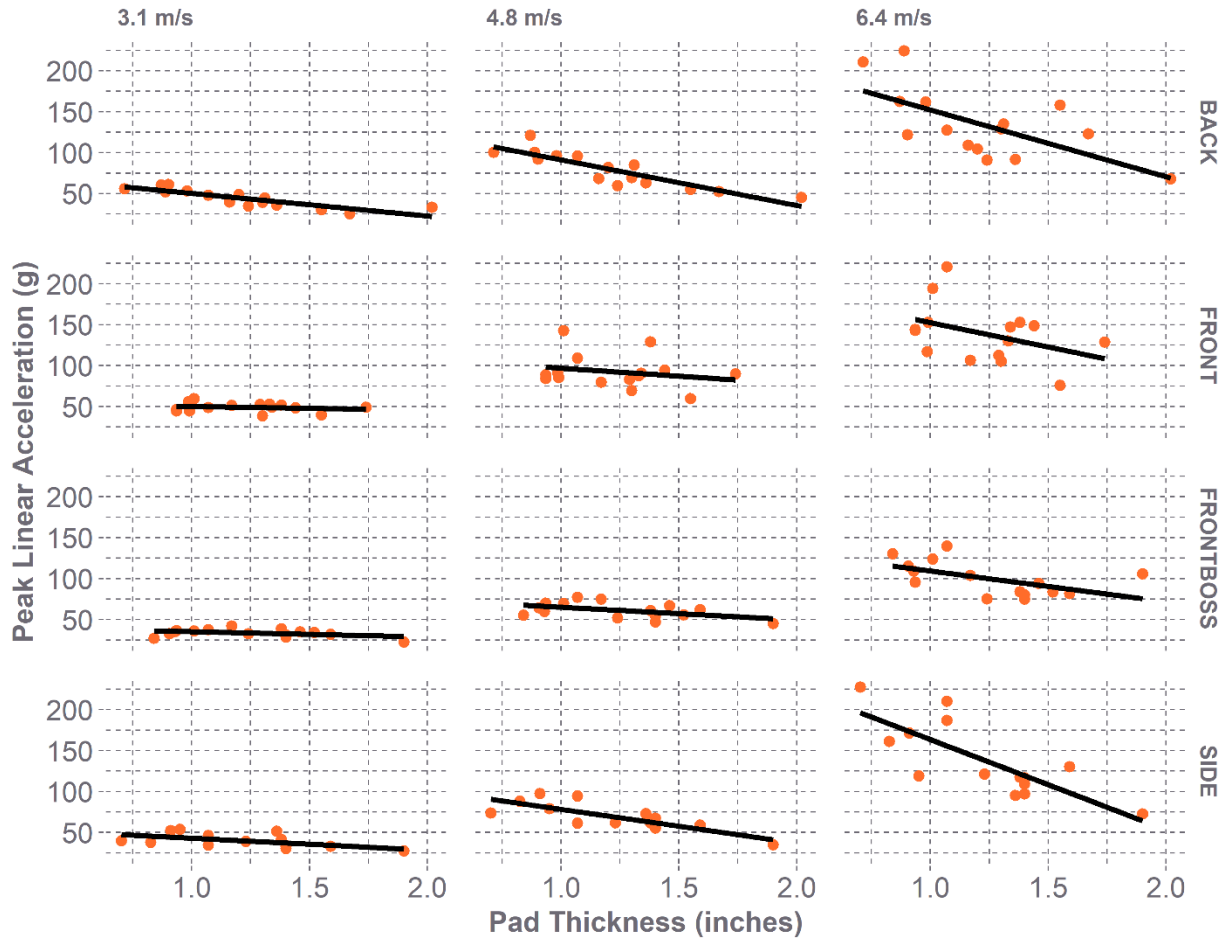 3.1 m/s 4.8 m/s 6.4 m/s
Peak Linear Acceleration (g)
200
150
100
50
BACK
200
150
100
50
FRONT
200
150
100
50
FRONTBOSS
200
150
100
50
SIDE
1.0 1.5 2.0 1.0 1.5 2.0 1.0 1.5 2.0
Pad Thickness (inches)